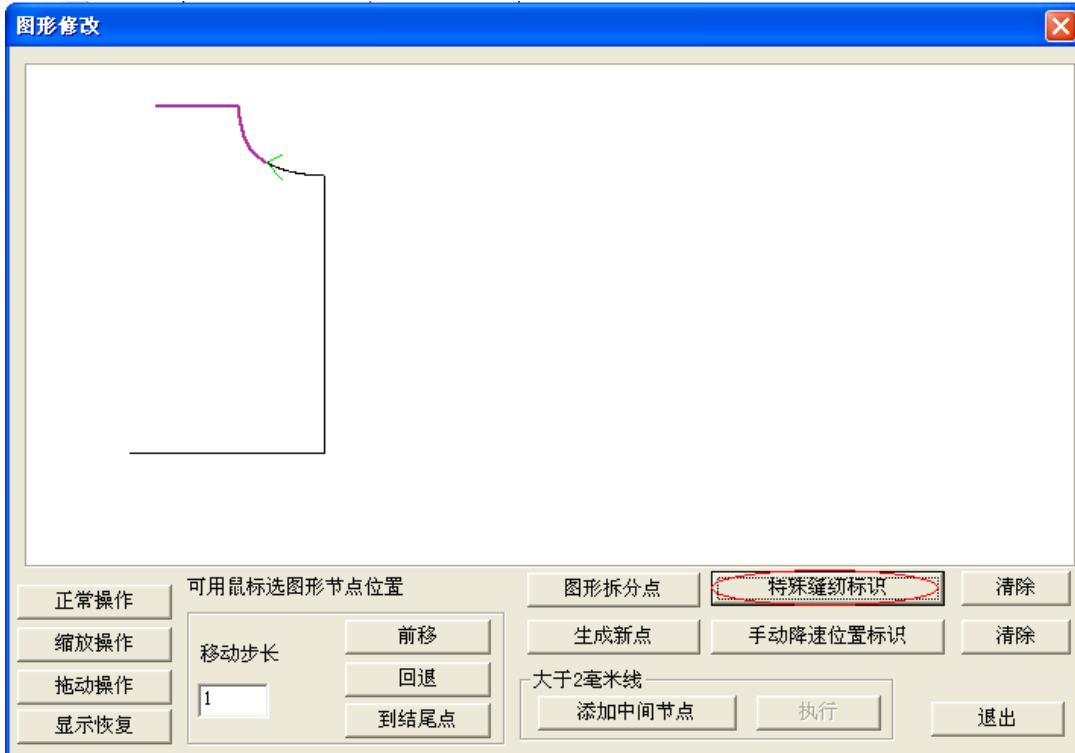 图形修改
可用鼠标选图形节点位置
正常操作
缩放操作
拖动操作
显示恢复
移动步长
1
前移
回退
到结尾点
图形拆分点
特殊缝纫标识
清除
生成新点
手动降速位置标识
清除
大于2毫米线
添加中间节点
执行
退出